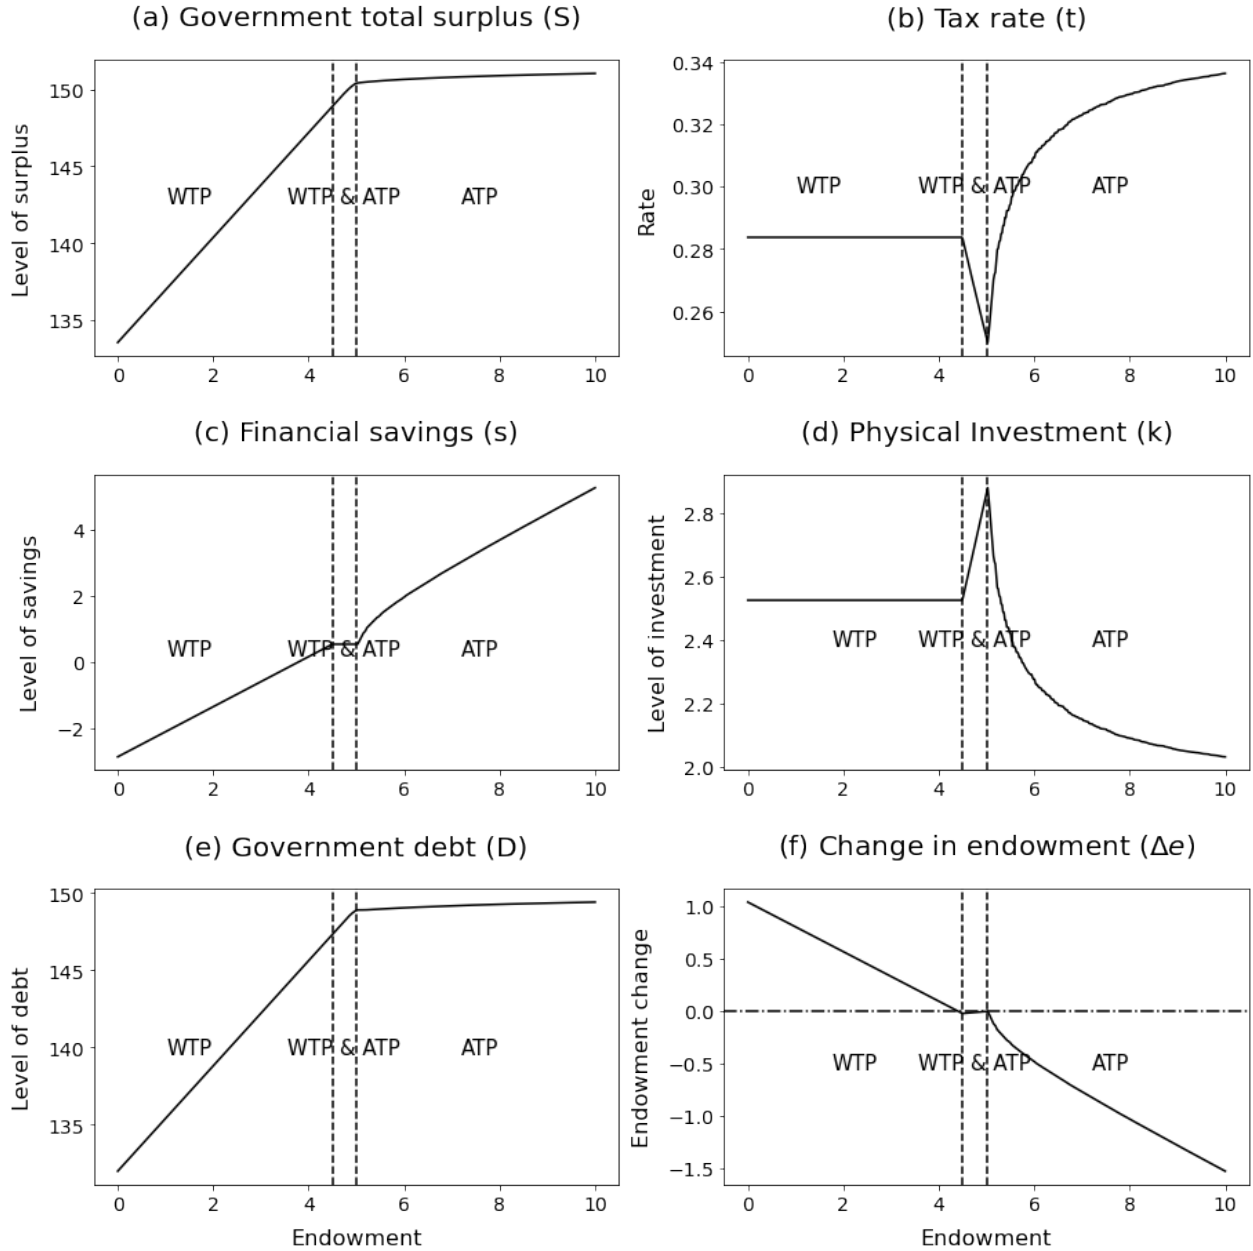 (a) Government total surplus (S)
Level of surplus
150
145
140
135
WTP
WTP & ATP
ATP
0 2 4 6 8 10
(b) Tax rate (t)
Rate
0.34
0.32
0.30
0.28
0.26
WTP
WTP & ATP
ATP
0 2 4 6 8 10
(c) Financial savings (s)
Level of savings
4
2
0
−2
WTP
WTP & ATP
ATP
0 2 4 6 8 10
(d) Physical Investment (k)
Level of investment
2.8
2.6
2.4
2.2
2.0
WTP
WTP & ATP
ATP
0 2 4 6 8 10
(e) Government debt (D)
Level of debt
150
145
140
135
WTP
WTP & ATP
ATP
0 2 4 6 8 10
Endowment
(f) Change in endowment (Δe)
Endowment change
1.0
0.5
0.0
−0.5
−1.0
−1.5
WTP
WTP & ATP
ATP
0 2 4 6 8 10
Endowment